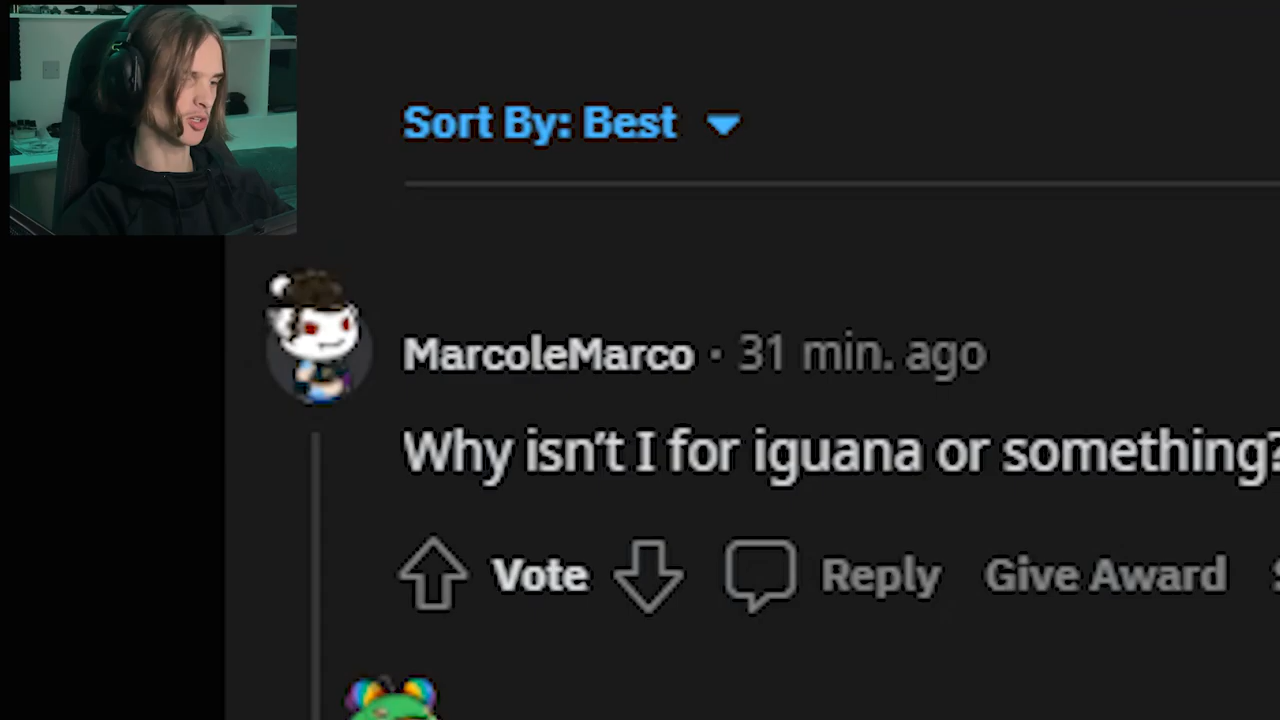 Sort By: Best
MarcoleMarco · 31 min. ago
Why isn't I for iguana or something?
Vote Reply Give Award